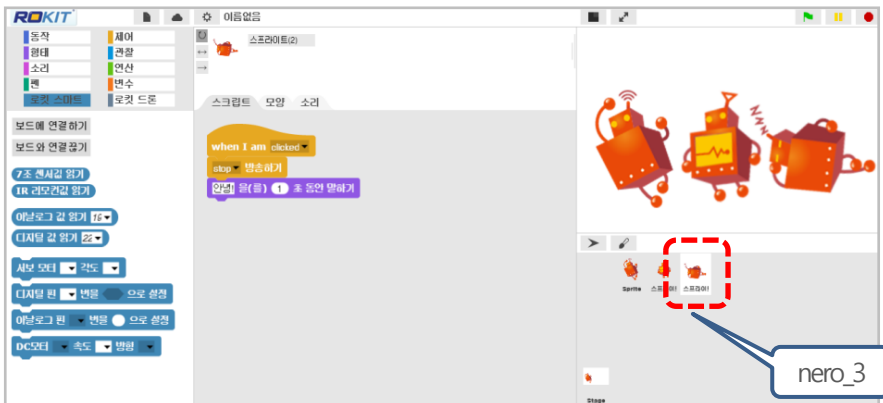 ROKIT
이름없음
동작
제어
형태
관찰
소리
연산
펜
변수
로킷 스마트
로킷 드론
스프라이트(2)
스크립트 모양 소리
보드에 연결하기
보드와 연결끊기
7조 센서값 읽기
IR 리모컨값 읽기
아날로그 값 읽기
디지털 값 읽기
서보 모터 각도
디지털 핀 번을 으로 설정
아날로그 핀 번을 으로 설정
DC모터 속도 방향
when I am clicked
stop 방송하기
안녕! 을(를) 1 초 동안 말하기
z z z z
Sprite 스프라이! 스프라이!
Stage
nero_3